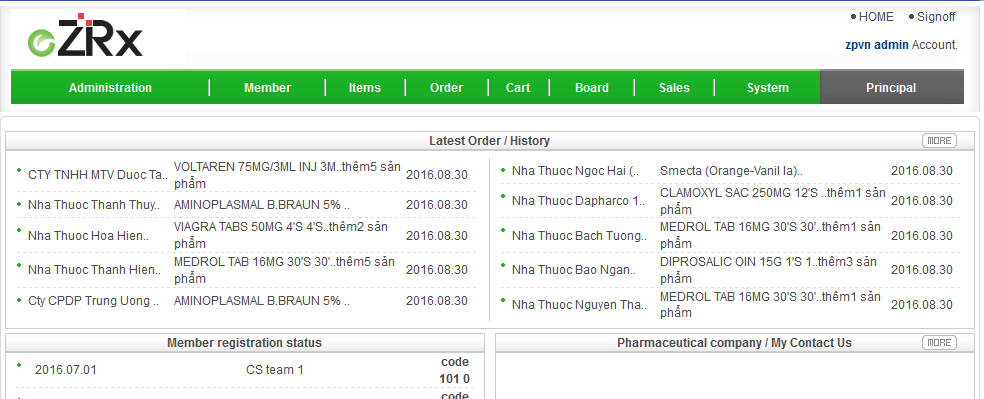 eZRx
HOME Signoff
zpvn admin Account.
Administration Member Items Order Cart Board Sales System Principal
Latest Order / History MORE
CTY TNHH MTV Duoc Ta.. VOLTAREN 75MG/3ML INJ 3M..thêm5 sản phẩm 2016.08.30
Nha Thuoc Thanh Thuy.. AMINOPLASMAL B.BRAUN 5% .. 2016.08.30
Nha Thuoc Hoa Hien.. VIAGRA TABS 50MG 4'S 4'S..thêm2 sản phẩm 2016.08.30
Nha Thuoc Thanh Hien.. MEDROL TAB 16MG 30'S 30'..thêm5 sản phẩm 2016.08.30
Cty CPDP Trung Uong .. AMINOPLASMAL B.BRAUN 5% .. 2016.08.30
Nha Thuoc Ngoc Hai (.. Smecta (Orange-Vanil la).. 2016.08.30
Nha Thuoc Dapharco 1.. CLAMOXYL SAC 250MG 12'S ..thêm1 sản phẩm 2016.08.30
Nha Thuoc Bach Tuong.. MEDROL TAB 16MG 30'S 30'..thêm1 sản phẩm 2016.08.30
Nha Thuoc Bao Ngan.. DIPROSALIC OIN 15G 1'S 1..thêm3 sản phẩm 2016.08.30
Nha Thuoc Nguyen Tha.. MEDROL TAB 16MG 30'S 30'..thêm1 sản phẩm 2016.08.30
Member registration status
2016.07.01 CS team 1 code 101 0
code
Pharmaceutical company / My Contact Us MORE